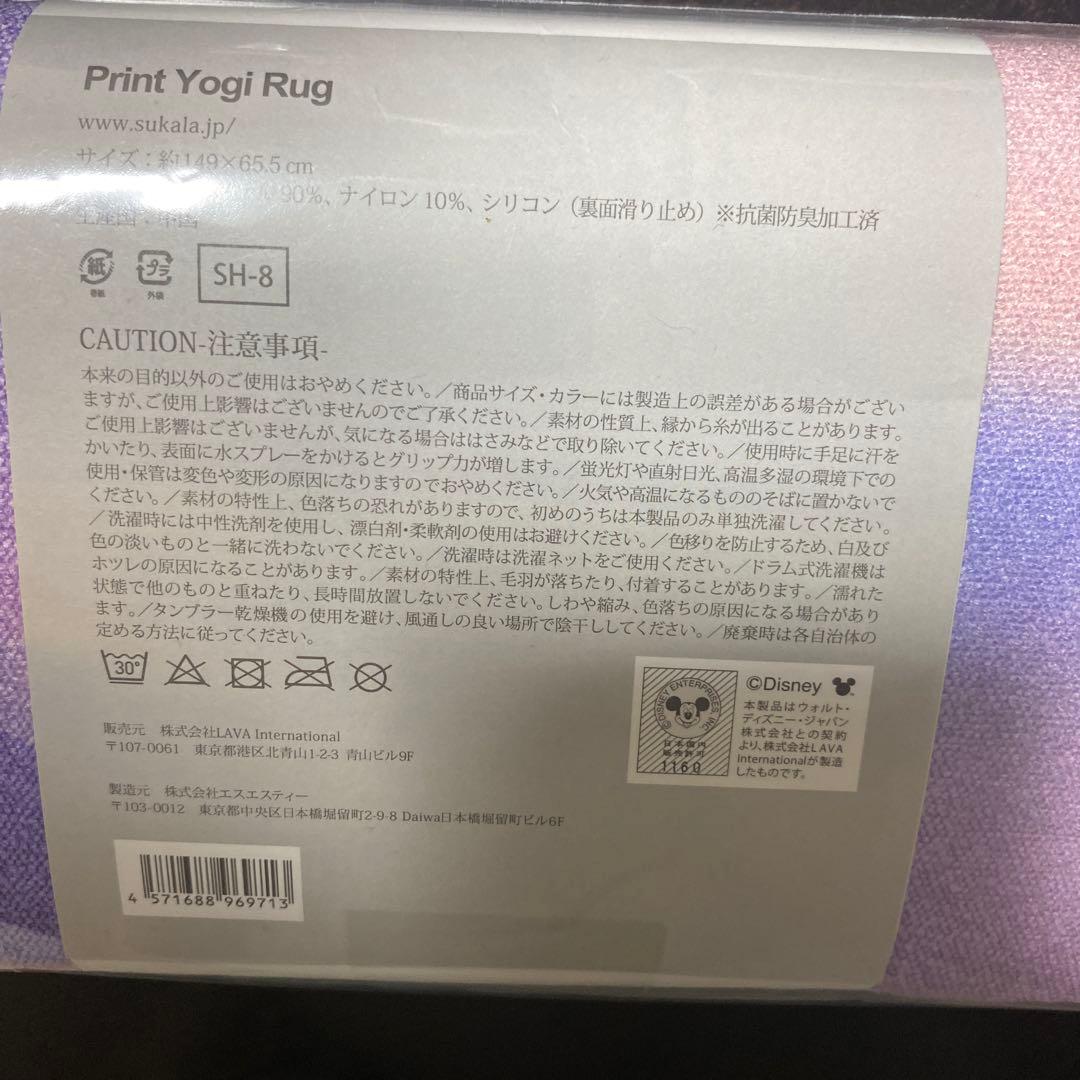 Print Yogi Rug
www.sukala.jp/
サイズ：約149×65.5 cm
90%、ナイロン 10%、シリコン（裏面滑り止め）※抗菌防臭加工済
生産国：中国
紙
巻紙
プラ
外袋
SH-8
CAUTION-注意事項-
本来の目的以外のご使用はおやめください。／商品サイズ・カラーには製造上の誤差がある場合がござい
ますが、ご使用上影響はございませんのでご了承ください。／素材の性質上、縁から糸が出ることがあります。
ご使用上影響はございませんが、気になる場合ははさみなどで取り除いてください。／使用時に手足に汗を
かいたり、表面に水スプレーをかけるとグリップ力が増します。／蛍光灯や直射日光、高温多湿の環境下での
使用・保管は変色や変形の原因になりますのでおやめください。／火気や高温になるもののそばに置かないで
ください。／素材の特性上、色落ちの恐れがありますので、初めのうちは本製品のみ単独洗濯してください。
／洗濯時には中性洗剤を使用し、漂白剤・柔軟剤の使用はお避けください。／色移りを防止するため、白及び
色の淡いものと一緒に洗わないでください。／洗濯時は洗濯ネットをご使用ください。／ドラム式洗濯機は
ホツレの原因になることがあります。／素材の特性上、毛羽が落ちたり、付着することがあります。／濡れた
状態で他のものと重ねたり、長時間放置しないでください。しわや縮み、色落ちの原因になる場合があり
ます。／タンブラー乾燥機の使用を避け、風通しの良い場所で陰干ししてください。／廃棄時は各自治体の
定める方法に従ってください。
30°
©DISNEY ENTERPRISES, INC.
日本国内
販売許可
1160
©Disney
本製品はウォルト・
ディズニー・ジャパン
株式会社との契約
より、株式会社LAVA
Internationalが製造
したものです。
販売元 株式会社LAVA International
〒107-0061 東京都港区北青山1-2-3 青山ビル9F
製造元 株式会社エスエスティー
〒103-0012 東京都中央区日本橋堀留町2-9-8 Daiwa日本橋堀留町ビル6F
4 571688 969713